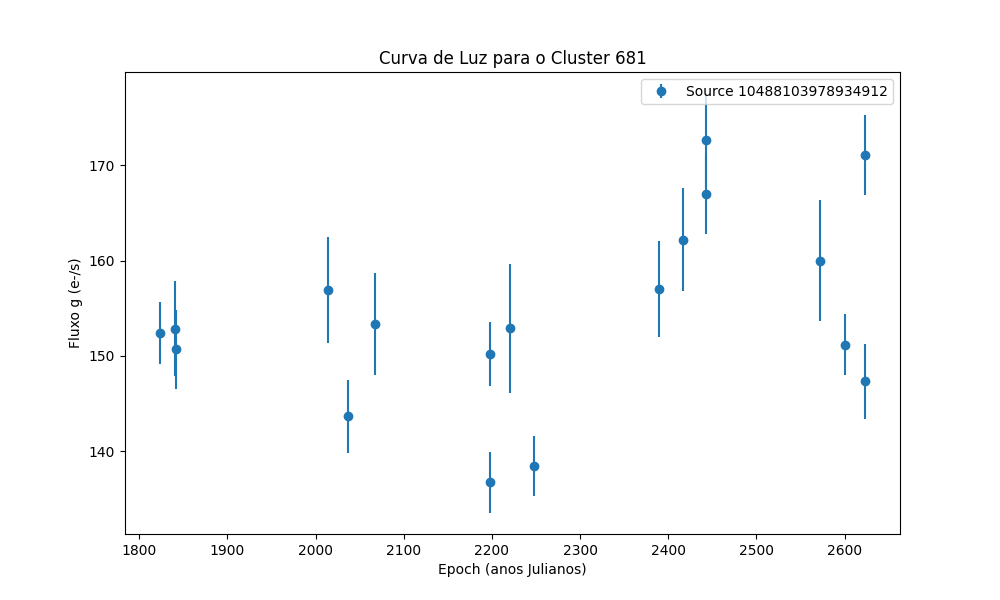 Curva de Luz para o Cluster 681
Source 10488103978934912
Fluxo g (e-/s)
170
160
150
140
1800 1900 2000 2100 2200 2300 2400 2500 2600
Epoch (anos Julianos)